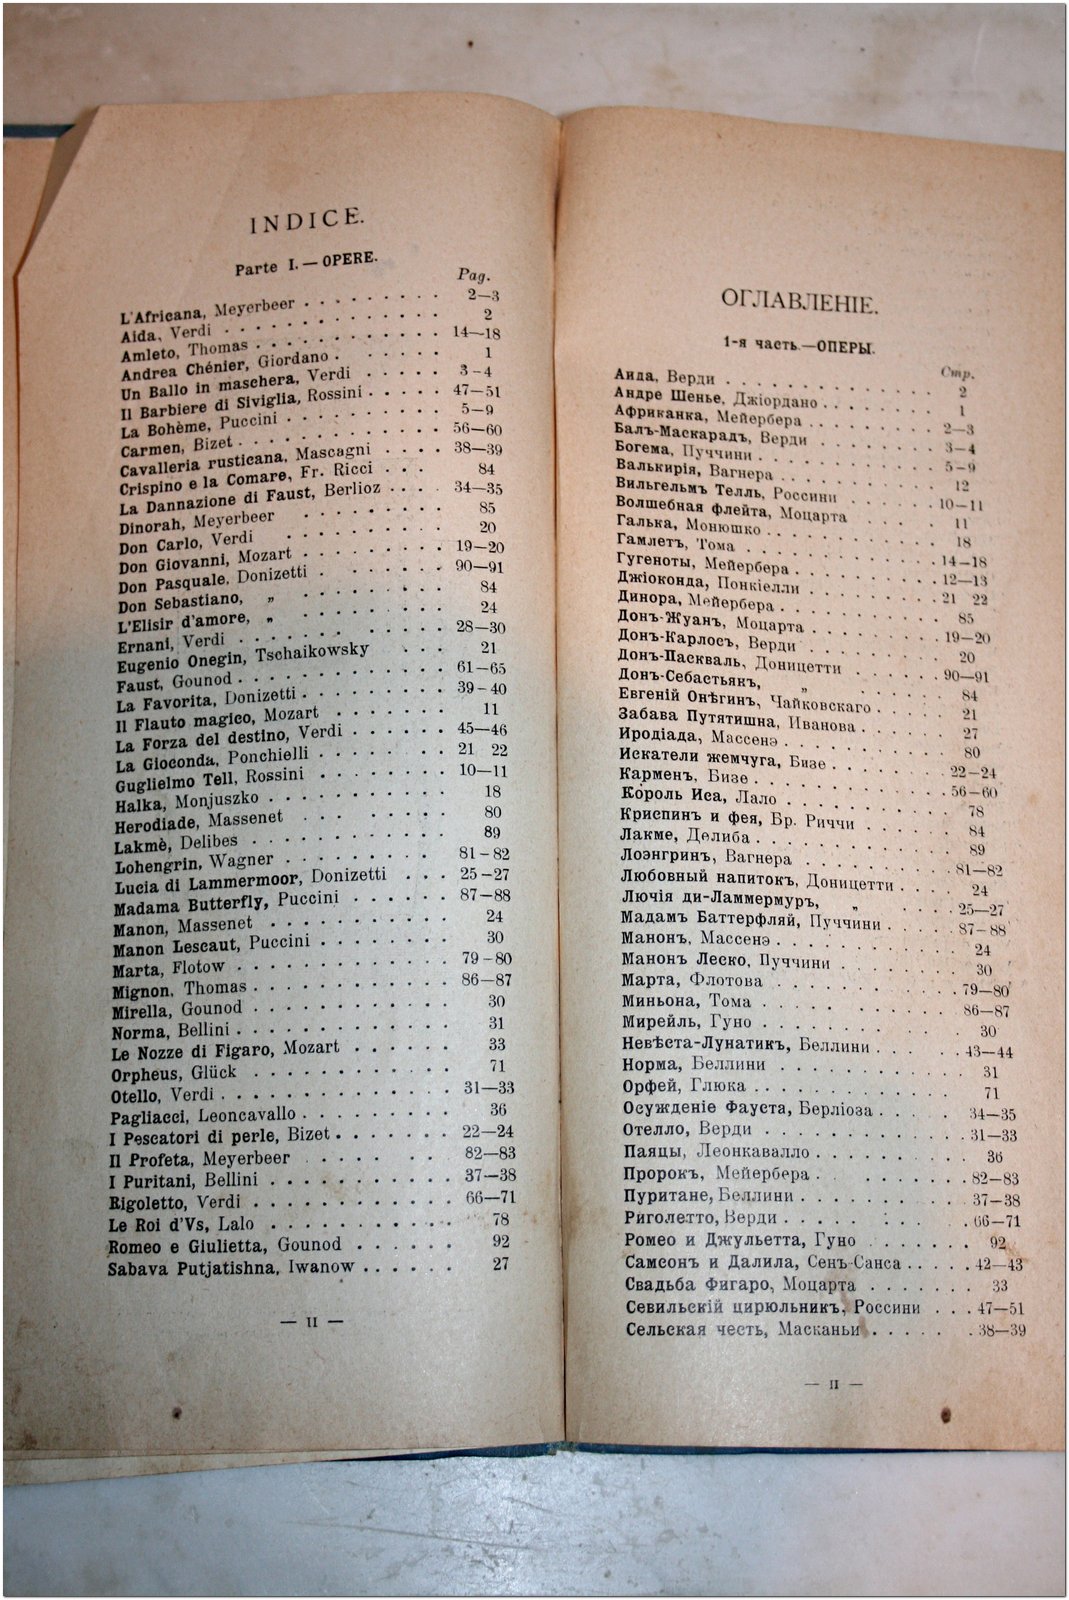 INDICE.
Parte I.—OPERE.
Pag.
L'Africana, Meyerbeer . . . . . . . . . 2—3
Aida, Verdi . . . . . . . . . . . . 2
Amleto, Thomas . . . . . . . . . . 14—18
Andrea Chénier, Giordano . . . . . . 1
Un Ballo in maschera, Verdi . . . . . 3-4
Il Barbiere di Siviglia, Rossini . . . . . 47—51
La Bohème, Puccini . . . . . . . . . 5—9
Carmen, Bizet . . . . . . . . . . . 56—60
Cavalleria rusticana, Mascagni . . . . 38—39
Crispino e la Comare, Fr. Ricci . . . 84
La Dannazione di Faust, Berlioz . . . . 34—35
Dinorah, Meyerbeer . . . . . . . . 85
Don Carlo, Verdi . . . . . . . . . 20
Don Giovanni, Mozart . . . . . . . . 19—20
Don Pasquale, Donizetti . . . . . . . 90—91
Don Sebastiano, „ . . . . . . . . 84
L'Elisir d'amore, „ . . . . . . . . 24
Ernani, Verdi . . . . . . . . . . . 28—30
Eugenio Onegin, Tschaikowsky . . . 21
Faust, Gounod . . . . . . . . . . . 61—65
La Favorita, Donizetti . . . . . . . . 39-40
Il Flauto magico, Mozart . . . . . . . 11
La Forza del destino, Verdi . . . . . . 45—46
La Gioconda, Ponchielli . . . . . . . 21 22
Guglielmo Tell, Rossini . . . . . . . 10—11
Halka, Monjuszko . . . . . . . . . . 18
Herodiade, Massenet . . . . . . . . 80
Lakmè, Delibes . . . . . . . . . . 89
Lohengrin, Wagner . . . . . . . . 81-82
Lucia di Lammermoor, Donizetti . . . 25-27
Madama Butterfly, Puccini . . . . . . 87—88
Manon, Massenet . . . . . . . . . 24
Manon Lescaut, Puccini . . . . . . . 30
Marta, Flotow . . . . . . . . . . . 79-80
Mignon, Thomas . . . . . . . . . . 86—87
Mirella, Gounod . . . . . . . . . . 30
Norma, Bellini . . . . . . . . . . . 31
Le Nozze di Figaro, Mozart . . . . . . 33
Orpheus, Glück . . . . . . . . . . 71
Otello, Verdi . . . . . . . . . . . . 31—33
Pagliacci, Leoncavallo . . . . . . . . 36
I Pescatori di perle, Bizet . . . . . . 22—24
Il Profeta, Meyerbeer . . . . . . 82—83
I Puritani, Bellini . . . . . . . . . 37—38
Rigoletto, Verdi . . . . . . . . . . 66—71
Le Roi d'Vs, Lalo . . . . . . . . . 78
Romeo e Giulietta, Gounod . . . . . 92
Sabava Putjatishna, Iwanow . . . . . . 27
— II —
ОГЛАВЛЕНІЕ.
1-я часть.—ОПЕРЫ.
Стр.
Аида, Верди . . . . . . . . . . . 2
Андре Шенье, Джіордано . . . . . . . 1
Африканка, Мейербера . . . . . . . . 2—3
Балъ-Маскарадъ, Верди . . . . . . . 3—4
Богема, Пуччини . . . . . . . . . . 5—9
Валькирія, Вагнера . . . . . . . . . 12
Вильгельмъ Телль, Россини . . . . . . 10—11
Волшебная флейта, Моцарта . . . . 11
Галька, Монюшко . . . . . . . . . . 18
Гамлетъ, Тома . . . . . . . . . . . 14—18
Гугеноты, Мейербера . . . . . . . . . 12—13
Джіоконда, Понкіелли . . . . . . . . 21 22
Динора, Мейербера . . . . . . . . . 85
Донъ-Жуанъ, Моцарта . . . . . . . . 19—20
Донъ-Карлосъ, Верди . . . . . . . . 20
Донъ-Паскваль, Доницетти . . . . . . 90—91
Донъ-Себастьякъ, „ . . . . . . 84
Евгеній Онѣгин, Чайковскаго . . . . . 21
Забава Путятишна, Иванова . . . . . 27
Иродіада, Массенэ . . . . . . . . . 80
Искатели жемчуга, Бизе . . . . . . . 22—24
Карменъ, Бизе . . . . . . . . . . . 56—60
Король Иса, Лало . . . . . . . . . 78
Криспин и фея, Бр. Риччи . . . . . . 84
Лакме, Делиба . . . . . . . . . . . 89
Лоэнгринъ, Вагнера . . . . . . . . . 81—82
Любовный напитокъ, Доницетти . . . . 24
Лючія ди-Ламмермуръ, „ . . . . 25—27
Мадамъ Баттерфляй, Пуччини . . . . . 87—88
Манонъ, Массенэ . . . . . . . . . . 24
Манонъ Леско, Пуччини . . . . . . . 30
Марта, Флотова . . . . . . . . . . 79—80
Миньона, Тома . . . . . . . . . . 86—87
Мирейль, Гуно . . . . . . . . . . 30
Невѣста-Лунатикъ, Беллини . . . . . . 43—44
Норма, Беллини . . . . . . . . . . 31
Орфей, Глюка . . . . . . . . . . . 71
Осужденіе Фауста, Берліоза . . . . . 34—35
Отелло, Верди . . . . . . . . . . . 31—33
Паяцы, Леонкавалло . . . . . . . . 36
Пророкъ, Мейербера . . . . . . . . . 82—83
Пуритане, Беллини . . . . . . . . . . 37—38
Риголетто, Верди . . . . . . . . . . 66—71
Ромео и Джульетта, Гуно . . . . . . . 92
Самсонъ и Далила, Сенъ-Санса . . . . . 42—43
Свадьба Фигаро, Моцарта . . . . . . . 33
Севильскій цирюльникъ, Россини . . . 47—51
Сельская честь, Масканьи . . . . . . 38—39
— II —